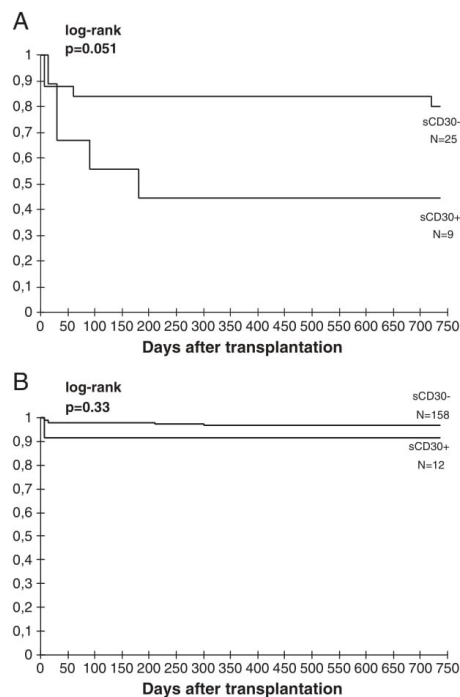 A
log-rank
p=0.051
1
0,9
0,8
0,7
0,6
0,5
0,4
0,3
0,2
0,1
0
sCD30-
N=25
sCD30+
N=9
0 50 100 150 200 250 300 350 400 450 500 550 600 650 700 750
Days after transplantation
B
log-rank
p=0.33
sCD30-
N=158
sCD30+
N=12
1
0,9
0,8
0,7
0,6
0,5
0,4
0,3
0,2
0,1
0
0 50 100 150 200 250 300 350 400 450 500 550 600 650 700 750
Days after transplantation